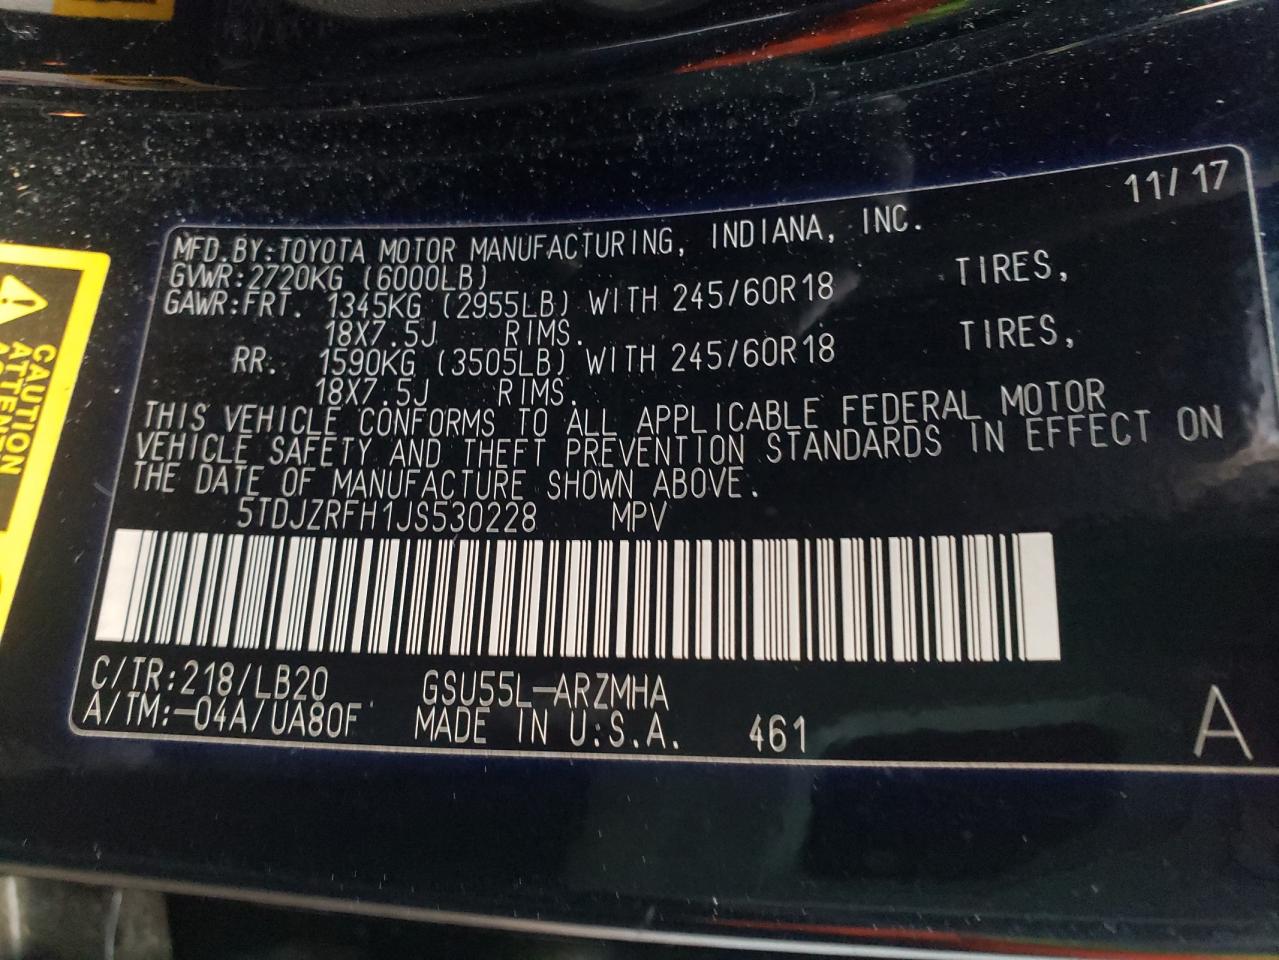 11/17
MFD.BY:TOYOTA MOTOR MANUFACTURING, INDIANA, INC.
GVWR:2720KG (6000LB)
GAWR:FRT. 1345KG (2955LB) WITH 245/60R18 TIRES,
18X7.5J RIMS.
RR. 1590KG (3505LB) WITH 245/60R18 TIRES,
18X7.5J RIMS.
THIS VEHICLE CONFORMS TO ALL APPLICABLE FEDERAL MOTOR
VEHICLE SAFETY AND THEFT PREVENTION STANDARDS IN EFFECT ON
THE DATE OF MANUFACTURE SHOWN ABOVE.
5TDJZRFH1JS530228 MPV
C/TR:218/LB20 GSU55L-ARZMHA
A/TM:-04A/UA80F MADE IN U.S.A. 461
A
CAUTION